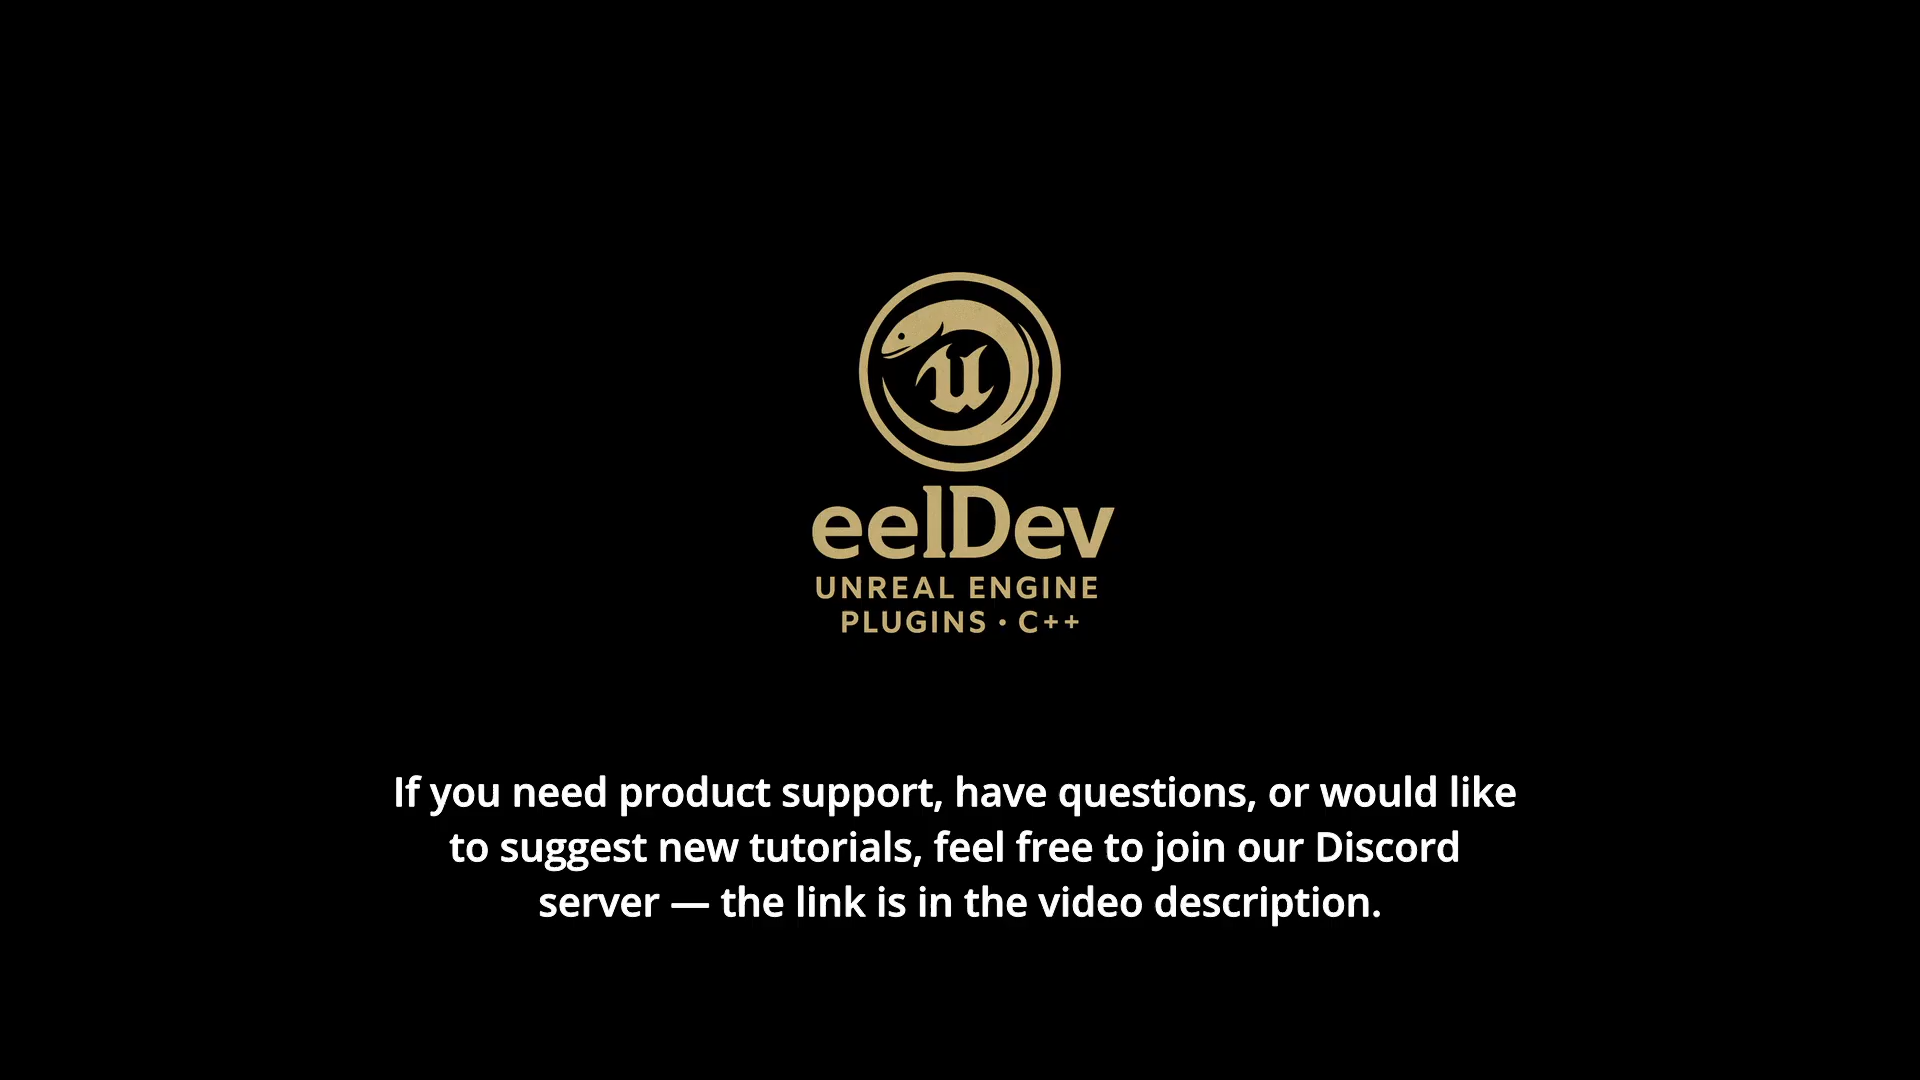 u
eelDev
UNREAL ENGINE
PLUGINS · C++
If you need product support, have questions, or would like
to suggest new tutorials, feel free to join our Discord
server — the link is in the video description.